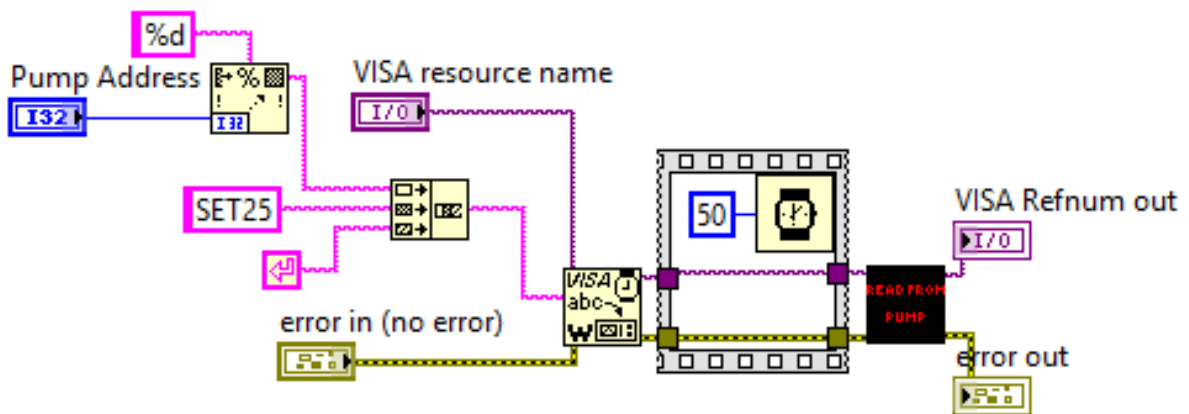 %d
Pump Address
VISA resource name
I32
% 
! !
I32
I/O
SET25
50
VISA Refnum out
I/O
VISA
abc
W
READ FROM
PUMP
error in (no error)
error out